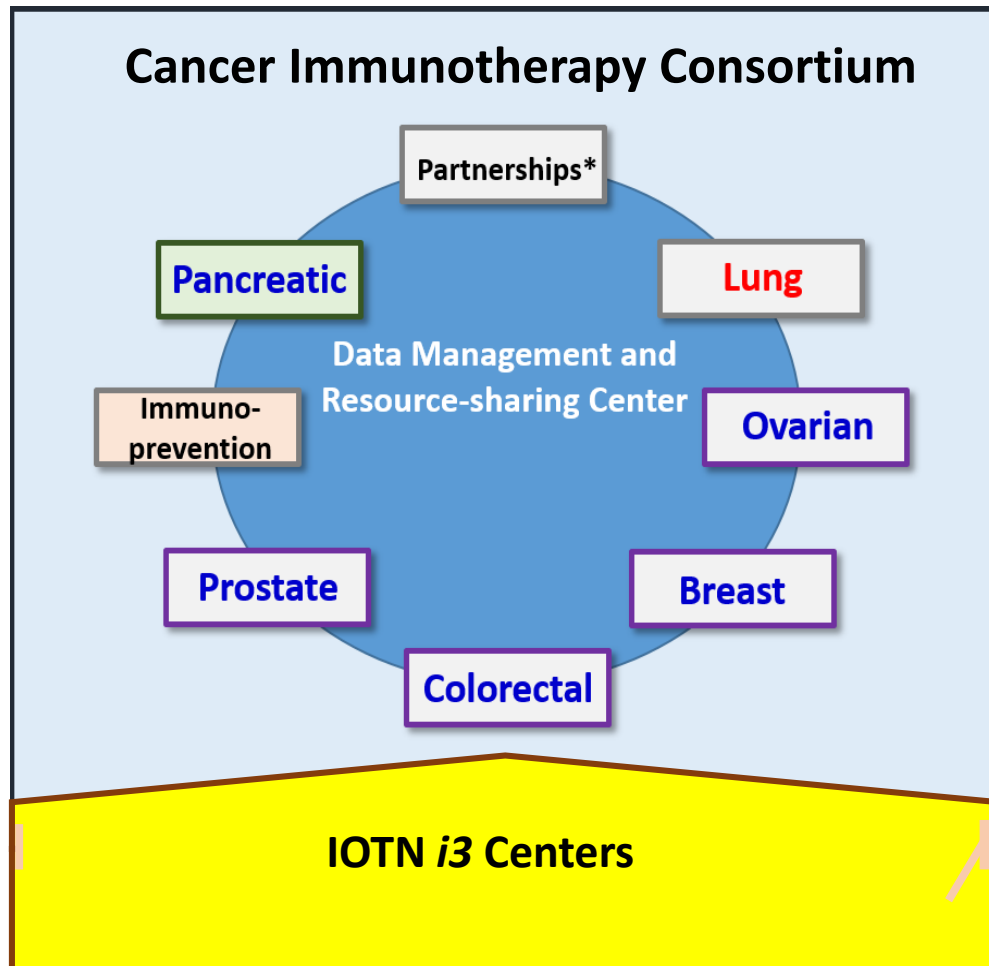 Cancer Immunotherapy Consortium
Partnerships*
Pancreatic
Lung
Data Management and
Resource-sharing Center
Immuno-
prevention
Ovarian
Prostate
Breast
Colorectal
IOTN i3 Centers